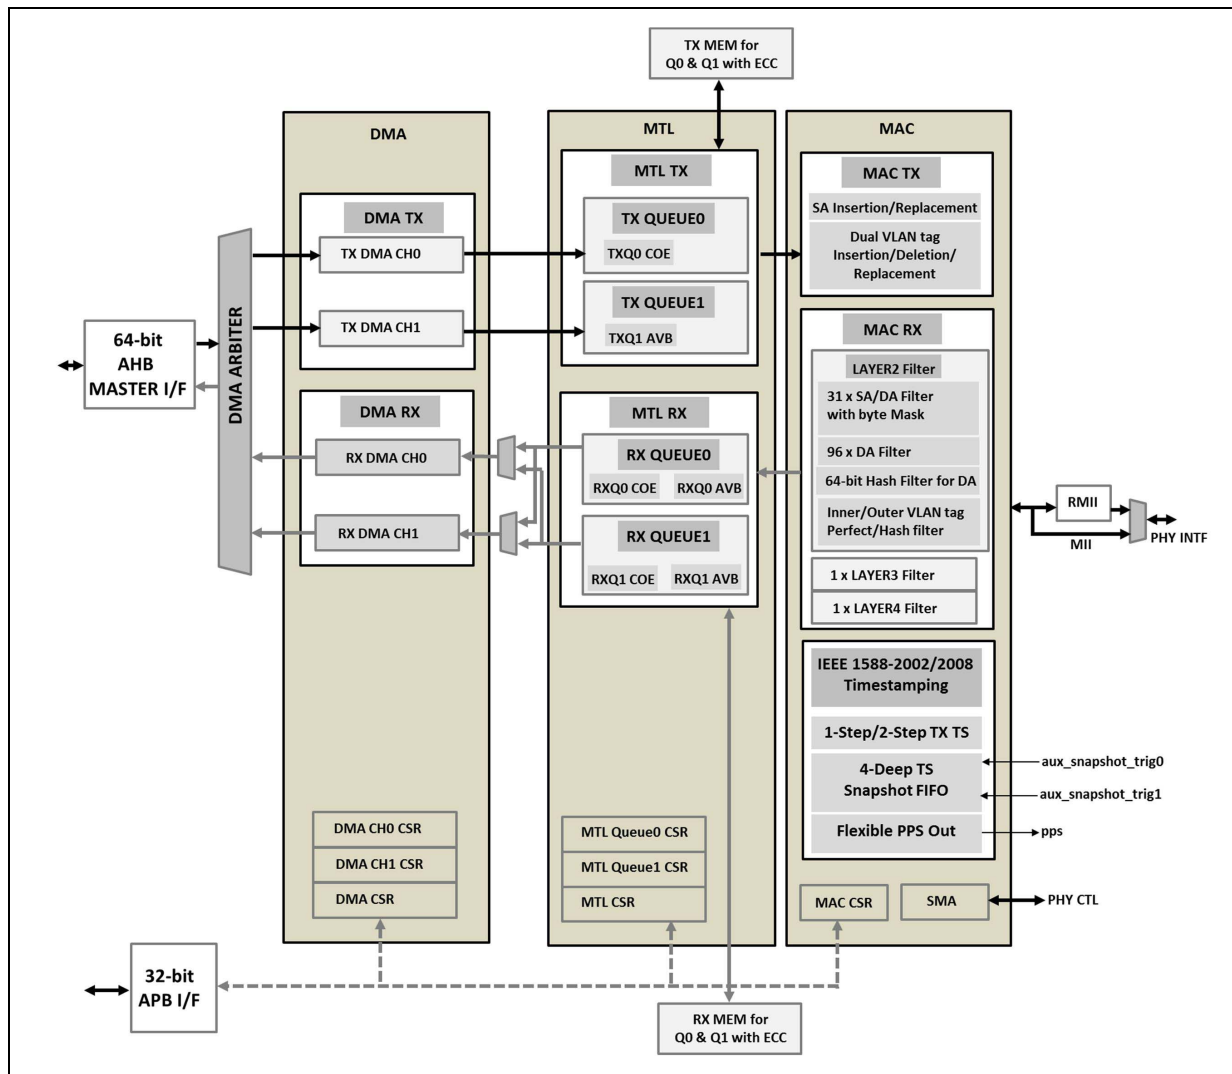 TX MEM for
Q0 & Q1 with ECC
DMA
MTL
MAC
DMA TX
TX DMA CH0
TX DMA CH1
MTL TX
TX QUEUE0
TXQ0 COE
TX QUEUE1
TXQ1 AVB
MAC TX
SA Insertion/Replacement
Dual VLAN tag
Insertion/Deletion/
Replacement
64-bit
AHB
MASTER I/F
DMA ARBITER
DMA RX
RX DMA CH0
RX DMA CH1
MTL RX
RX QUEUE0
RXQ0 COE
RXQ0 AVB
RX QUEUE1
RXQ1 COE
RXQ1 AVB
MAC RX
LAYER2 Filter
31 x SA/DA Filter
with byte Mask
96 x DA Filter
64-bit Hash Filter for DA
Inner/Outer VLAN tag
Perfect/Hash filter
1 x LAYER3 Filter
1 x LAYER4 Filter
RMII
MII
PHY INTF
IEEE 1588-2002/2008
Timestamping
1-Step/2-Step TX TS
4-Deep TS
Snapshot FIFO
Flexible PPS Out
aux_snapshot_trig0
aux_snapshot_trig1
pps
DMA CH0 CSR
DMA CH1 CSR
DMA CSR
MTL Queue0 CSR
MTL Queue1 CSR
MTL CSR
MAC CSR
SMA
PHY CTL
32-bit
APB I/F
RX MEM for
Q0 & Q1 with ECC